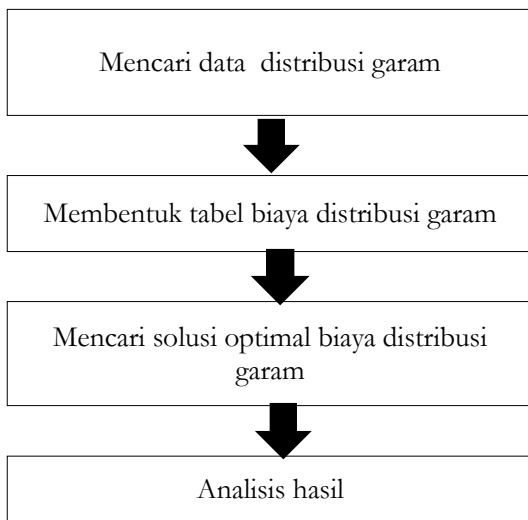 Mencari data distribusi garam
Membentuk tabel biaya distribusi garam
Mencari solusi optimal biaya distribusi
garam
Analisis hasil